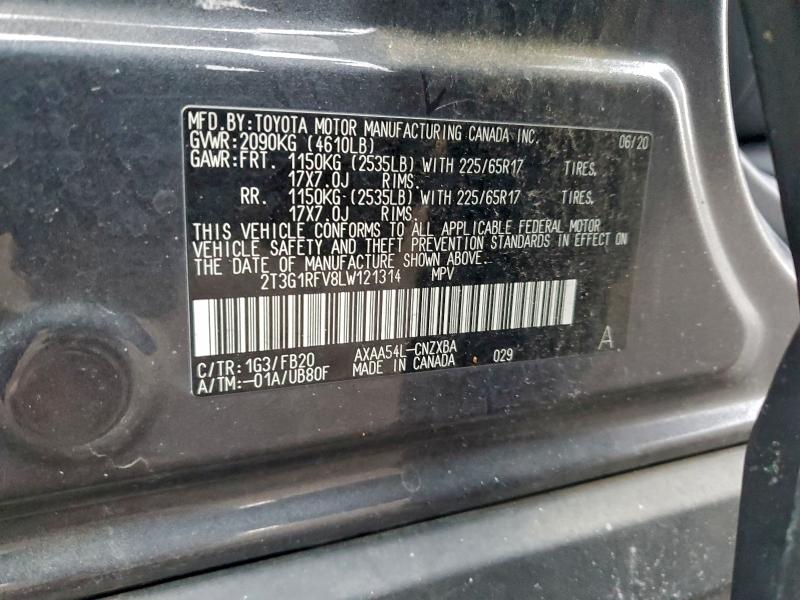 MFD.BY:TOYOTA MOTOR MANUFACTURING CANADA INC. 06/20
GVWR:2090KG (4610LB)
GAWR:FRT. 1150KG (2535LB) WITH 225/65R17 TIRES,
17X7.0J RIMS.
RR. 1150KG (2535LB) WITH 225/65R17 TIRES,
17X7.0J RIMS.
THIS VEHICLE CONFORMS TO ALL APPLICABLE FEDERAL MOTOR
VEHICLE SAFETY AND THEFT PREVENTION STANDARDS IN EFFECT ON
THE DATE OF MANUFACTURE SHOWN ABOVE.
2T3G1RFV8LW121314 MPV
C/TR:1G3/FB20 AXAA54L-CNZXBA 029 A
A/TM:-01A/UB80F MADE IN CANADA